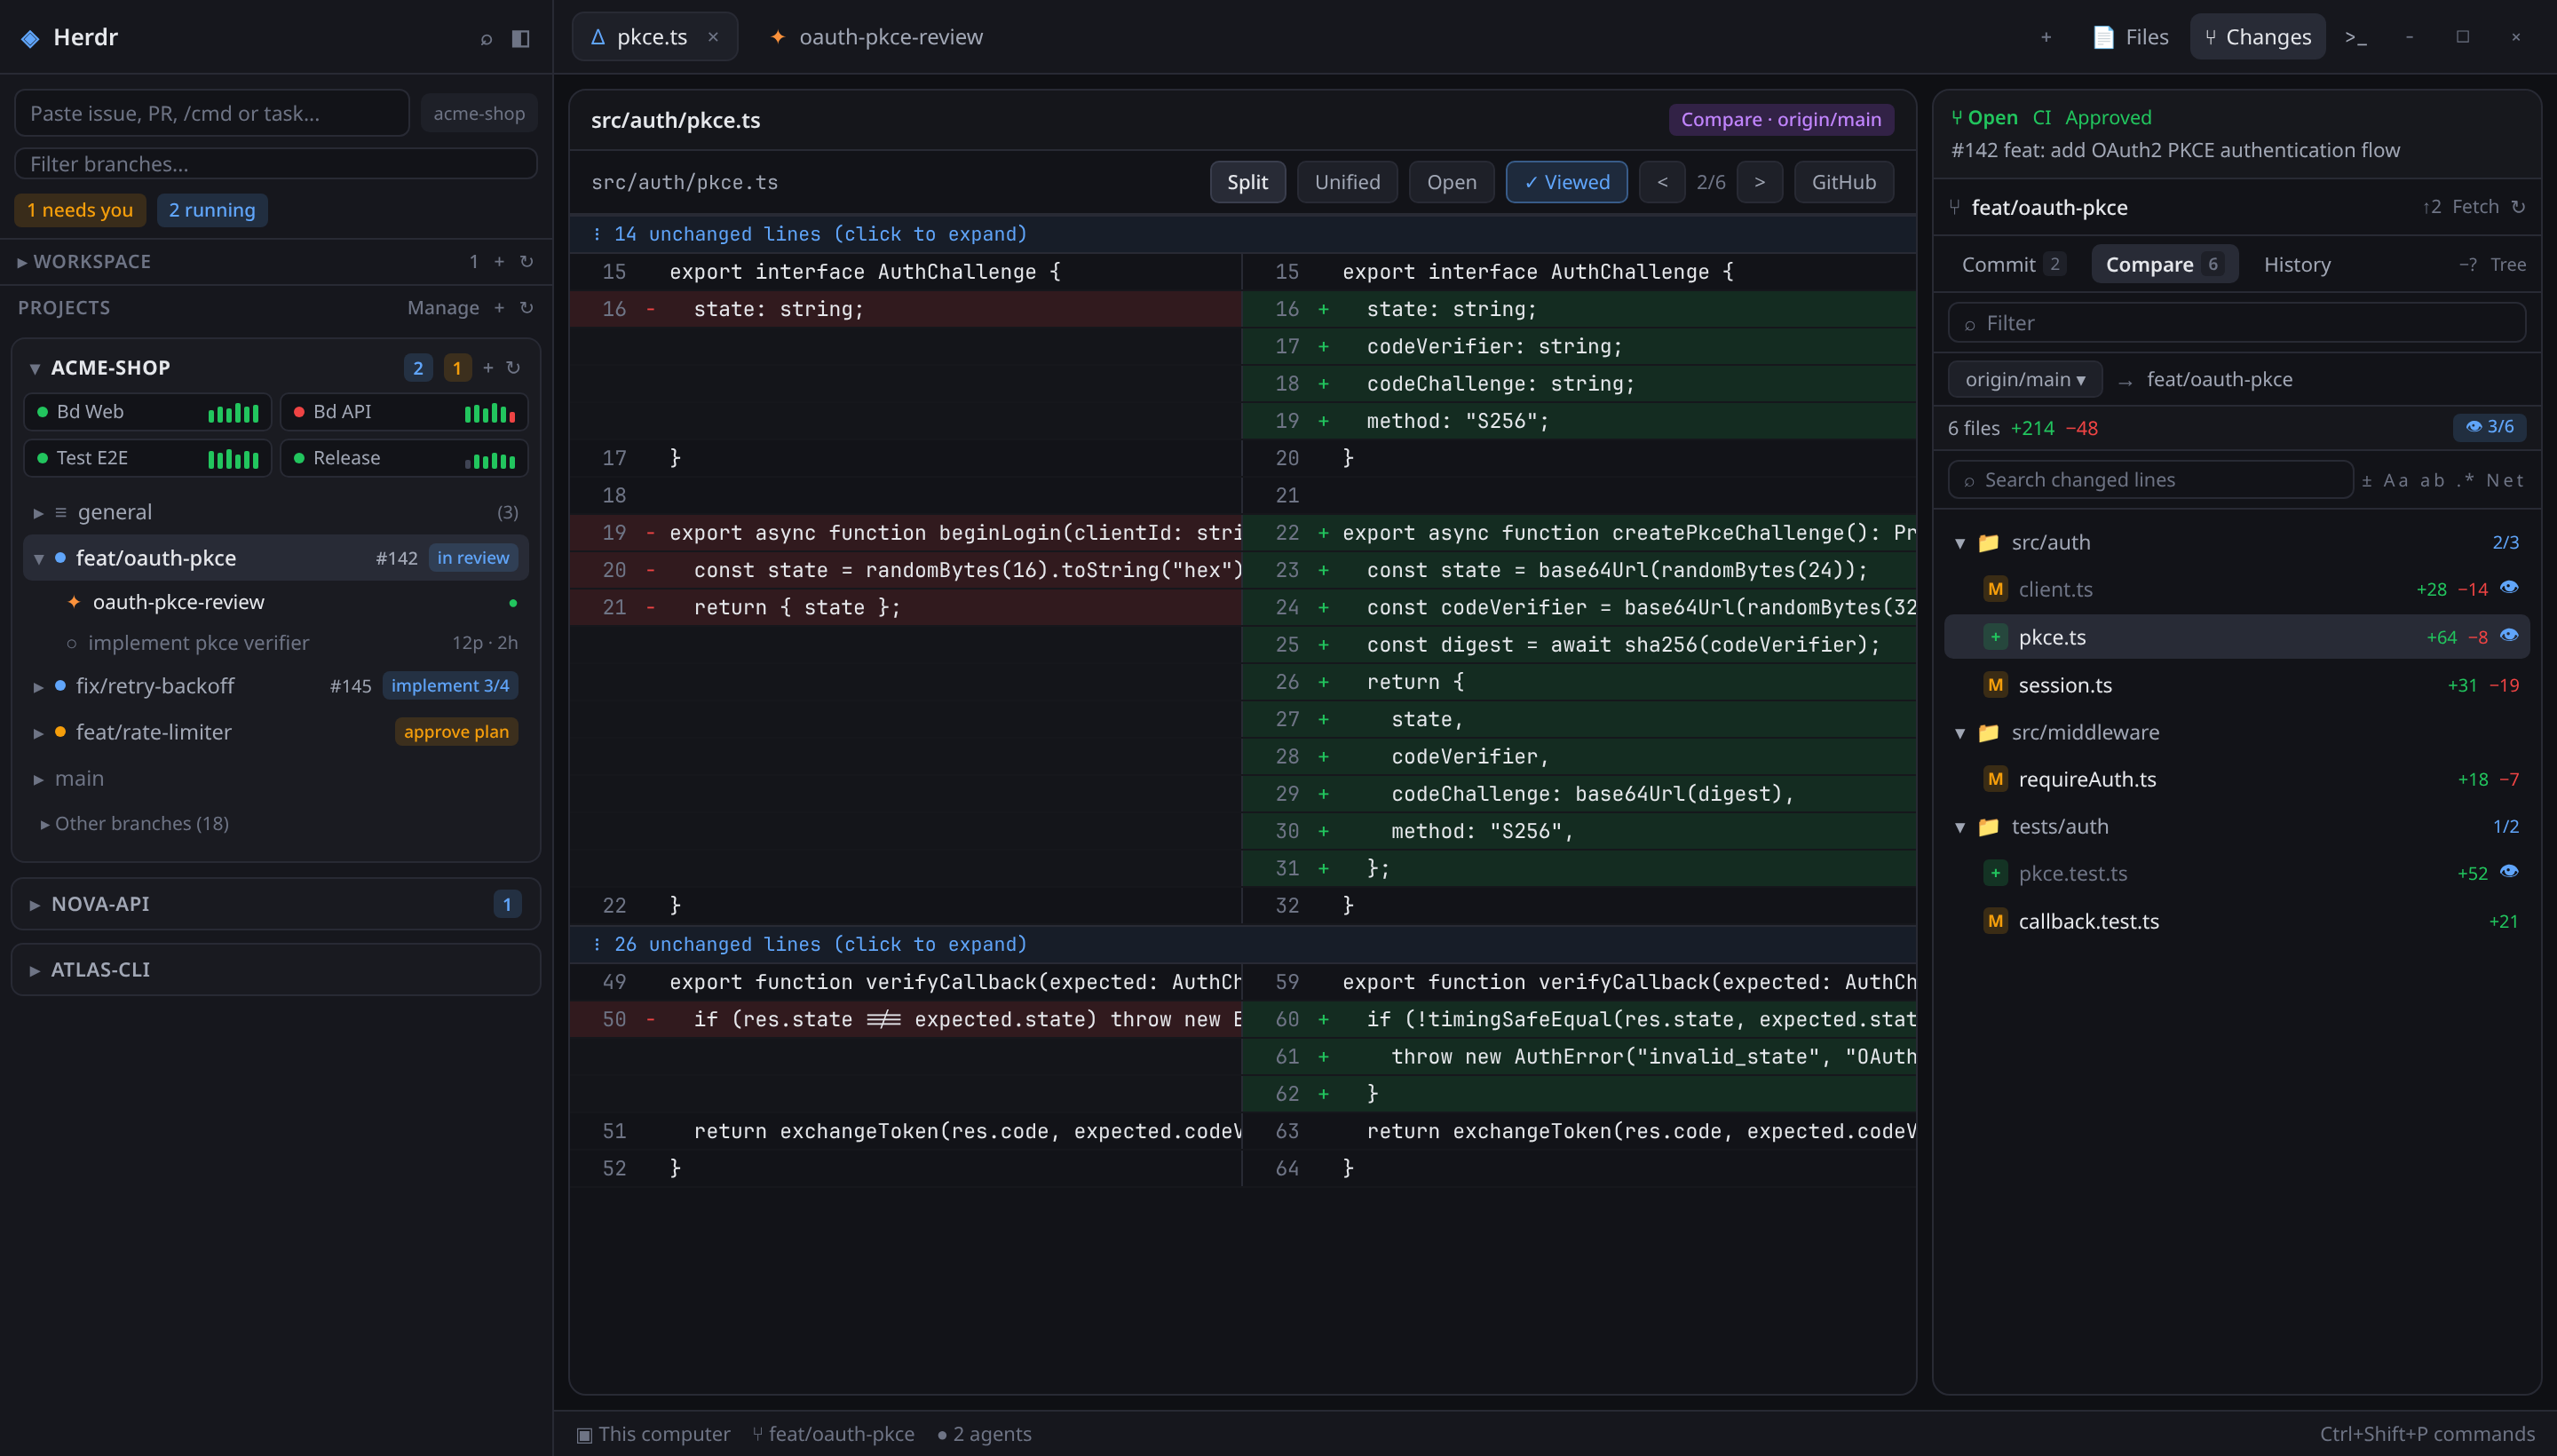 Herdr
pkce.ts ×
oauth-pkce-review
+ Files Changes >_ - □ ×
Paste issue, PR, /cmd or task...
acme-shop
Filter branches...
1 needs you 2 running
WORKSPACE 1 +
PROJECTS Manage +
ACME-SHOP 2 1 +
Bd Web
Bd API
Test E2E
Release
general (3)
feat/oauth-pkce #142 in review
oauth-pkce-review
implement pkce verifier 12p · 2h
fix/retry-backoff #145 implement 3/4
feat/rate-limiter approve plan
main
Other branches (18)
NOVA-API 1
ATLAS-CLI
src/auth/pkce.ts Compare · origin/main
src/auth/pkce.ts Split Unified Open ✓ Viewed < 2/6 > GitHub
14 unchanged lines (click to expand)
15 export interface AuthChallenge { 15 export interface AuthChallenge {
16 - state: string; 16 + state: string;
17 + codeVerifier: string;
18 + codeChallenge: string;
19 + method: "S256";
17 } 20 }
18 21
19 - export async function beginLogin(clientId: stri 22 + export async function createPkceChallenge(): Pr
20 - const state = randomBytes(16).toString("hex") 23 + const state = base64Url(randomBytes(24));
21 - return { state }; 24 + const codeVerifier = base64Url(randomBytes(32
25 + const digest = await sha256(codeVerifier);
26 + return {
27 + state,
28 + codeVerifier,
29 + codeChallenge: base64Url(digest),
30 + method: "S256",
31 + };
22 } 32 }
26 unchanged lines (click to expand)
49 export function verifyCallback(expected: AuthCh 59 export function verifyCallback(expected: AuthCh
50 - if (res.state !== expected.state) throw new E 60 + if (!timingSafeEqual(res.state, expected.stat
61 + throw new AuthError("invalid_state", "OAuth
62 + }
51 return exchangeToken(res.code, expected.codeV 63 return exchangeToken(res.code, expected.codeV
52 } 64 }
Open CI Approved
#142 feat: add OAuth2 PKCE authentication flow
feat/oauth-pkce ↑2 Fetch
Commit 2 Compare 6 History −? Tree
Filter
origin/main ▾ → feat/oauth-pkce
6 files +214 −48 3/6
Search changed lines ± Aa ab .* Net
src/auth 2/3
M client.ts +28 −14
+ pkce.ts +64 −8
M session.ts +31 −19
src/middleware
M requireAuth.ts +18 −7
tests/auth 1/2
+ pkce.test.ts +52
M callback.test.ts +21
This computer feat/oauth-pkce ● 2 agents
Ctrl+Shift+P commands